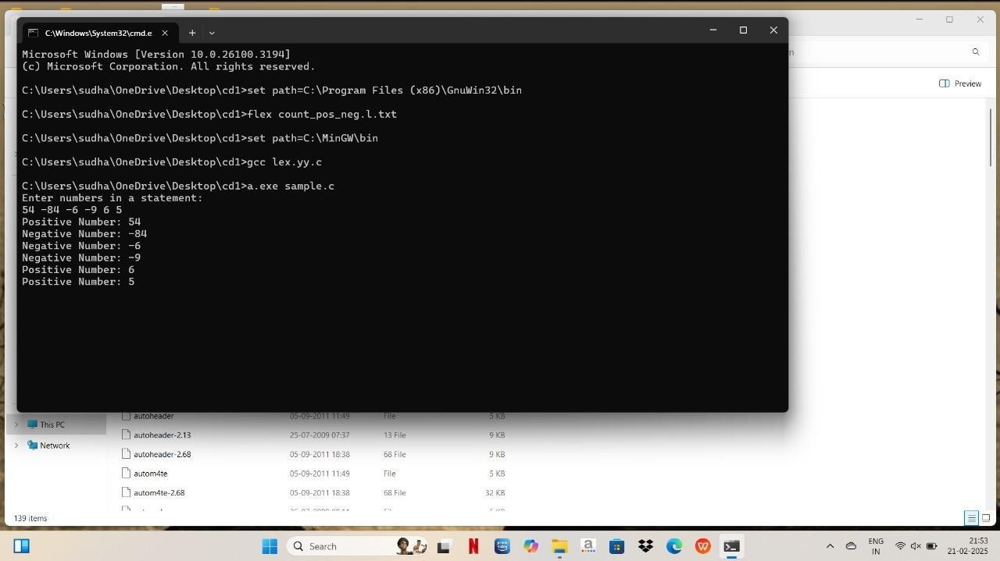 C:\Windows\System32\cmd.e
Microsoft Windows [Version 10.0.26100.3194]
(c) Microsoft Corporation. All rights reserved.
C:\Users\sudha\OneDrive\Desktop\cd1>set path=C:\Program Files (x86)\GnuWin32\bin
C:\Users\sudha\OneDrive\Desktop\cd1>flex count_pos_neg.l.txt
C:\Users\sudha\OneDrive\Desktop\cd1>set path=C:\MinGW\bin
C:\Users\sudha\OneDrive\Desktop\cd1>gcc lex.yy.c
C:\Users\sudha\OneDrive\Desktop\cd1>a.exe sample.c
Enter numbers in a statement:
54 -84 -6 -9 6 5
Positive Number: 54
Negative Number: -84
Negative Number: -6
Negative Number: -9
Positive Number: 6
Positive Number: 5
Preview
autoheader 05-09-2011 11:49 File 5 KB
This PC
autoheader-2.13 25-07-2009 07:37 13 File 9 KB
Network
autoheader-2.68 05-09-2011 18:38 68 File 9 KB
autom4te 05-09-2011 11:49 File 5 KB
autom4te-2.68 05-09-2011 18:38 68 File 32 KB
139 items
Search
ENG
IN
21:53
21-02-2025